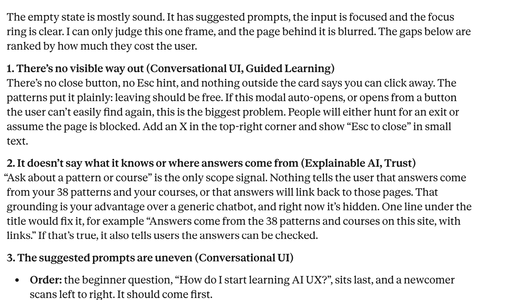 The empty state is mostly sound. It has suggested prompts, the input is focused and the focus
ring is clear. I can only judge this one frame, and the page behind it is blurred. The gaps below are
ranked by how much they cost the user.
1. There's no visible way out (Conversational UI, Guided Learning)
There's no close button, no Esc hint, and nothing outside the card says you can click away. The
patterns put it plainly: leaving should be free. If this modal auto-opens, or opens from a button
the user can't easily find again, this is the biggest problem. People will either hunt for an exit or
assume the page is blocked. Add an X in the top-right corner and show “Esc to close” in small
text.
2. It doesn't say what it knows or where answers come from (Explainable AI, Trust)
“Ask about a pattern or course” is the only scope signal. Nothing tells the user that answers come
from your 38 patterns and your courses, or that answers will link back to those pages. That
grounding is your advantage over a generic chatbot, and right now it's hidden. One line under the
title would fix it, for example “Answers come from the 38 patterns and courses on this site, with
links.” If that's true, it also tells users the answers can be checked.
3. The suggested prompts are uneven (Conversational UI)
• Order: the beginner question, “How do I start learning AI UX?”, sits last, and a newcomer
scans left to right. It should come first.